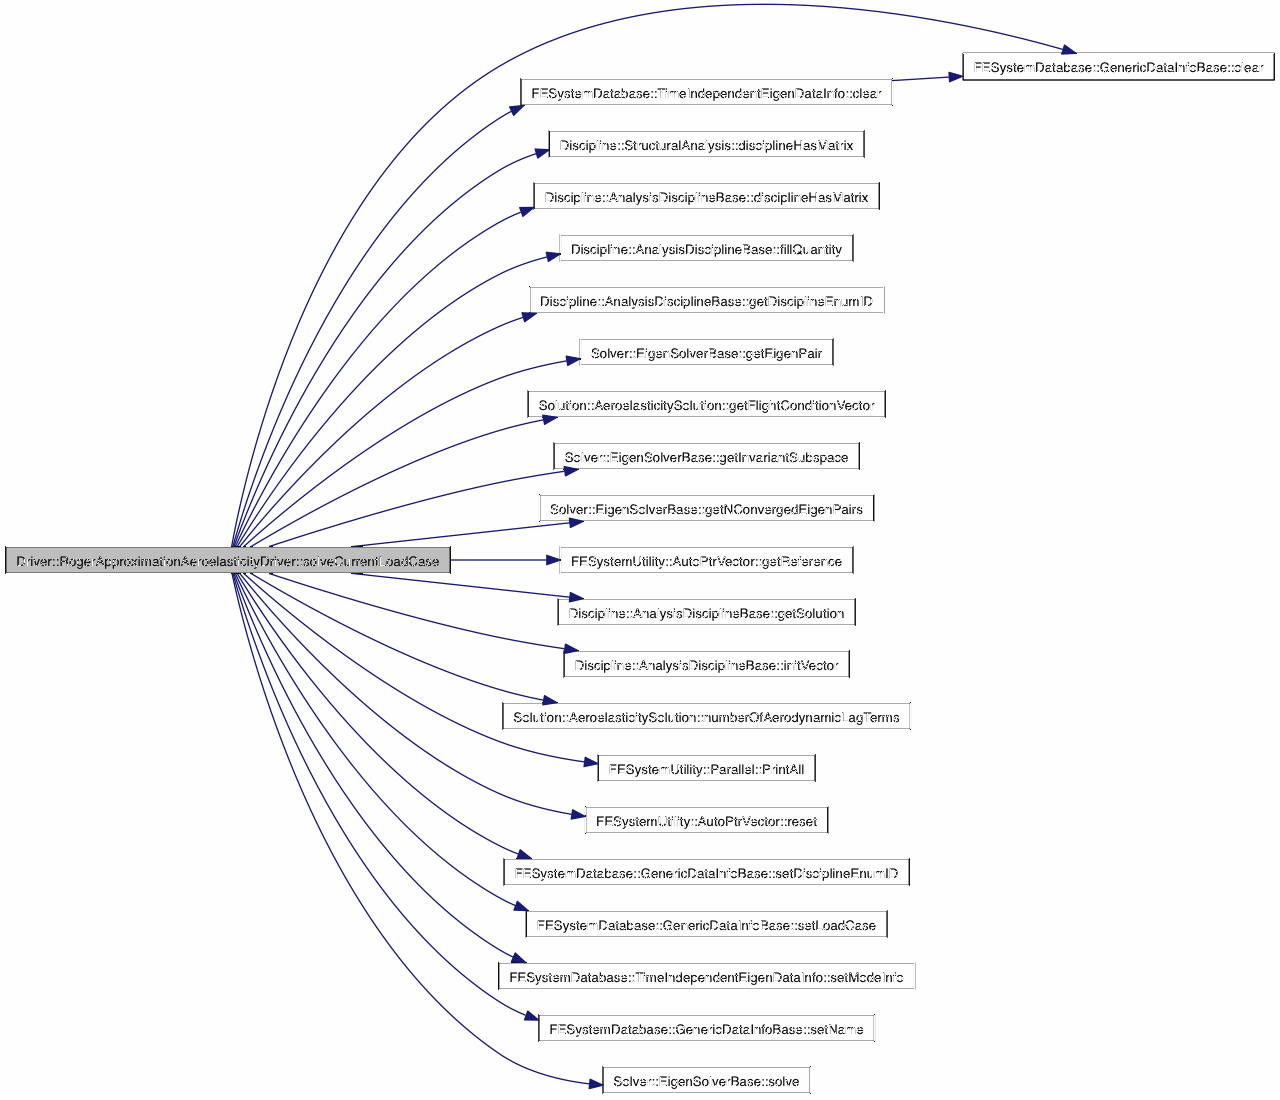 FESystemDatabase::GenericDataInfoBase::clear
FESystemDatabase::TimeIndependentEigenDataInfo::clear
Discipline::StructuralAnalysis::disciplineHasMatrix
Discipline::AnalysisDisciplineBase::disciplineHasMatrix
Discipline::AnalysisDisciplineBase::fillQuantity
Discipline::AnalysisDisciplineBase::getDisciplineEnumID
Solver::EigenSolverBase::getEigenPair
Solution::AeroelasticitySolution::getFlightConditionVector
Solver::EigenSolverBase::getInvariantSubspace
Solver::EigenSolverBase::getNConvergedEigenPairs
Driver::RogerApproximationAeroelasticityDriver::solveCurrentLoadCase
FESystemUtility::AutoPtrVector::getReference
Discipline::AnalysisDisciplineBase::getSolution
Discipline::AnalysisDisciplineBase::initVector
Solution::AeroelasticitySolution::numberOfAerodynamicLagTerms
FESystemUtility::Parallel::PrintAll
FESystemUtility::AutoPtrVector::reset
FESystemDatabase::GenericDataInfoBase::setDisciplineEnumID
FESystemDatabase::GenericDataInfoBase::setLoadCase
FESystemDatabase::TimeIndependentEigenDataInfo::setModeInfo
FESystemDatabase::GenericDataInfoBase::setName
Solver::EigenSolverBase::solve